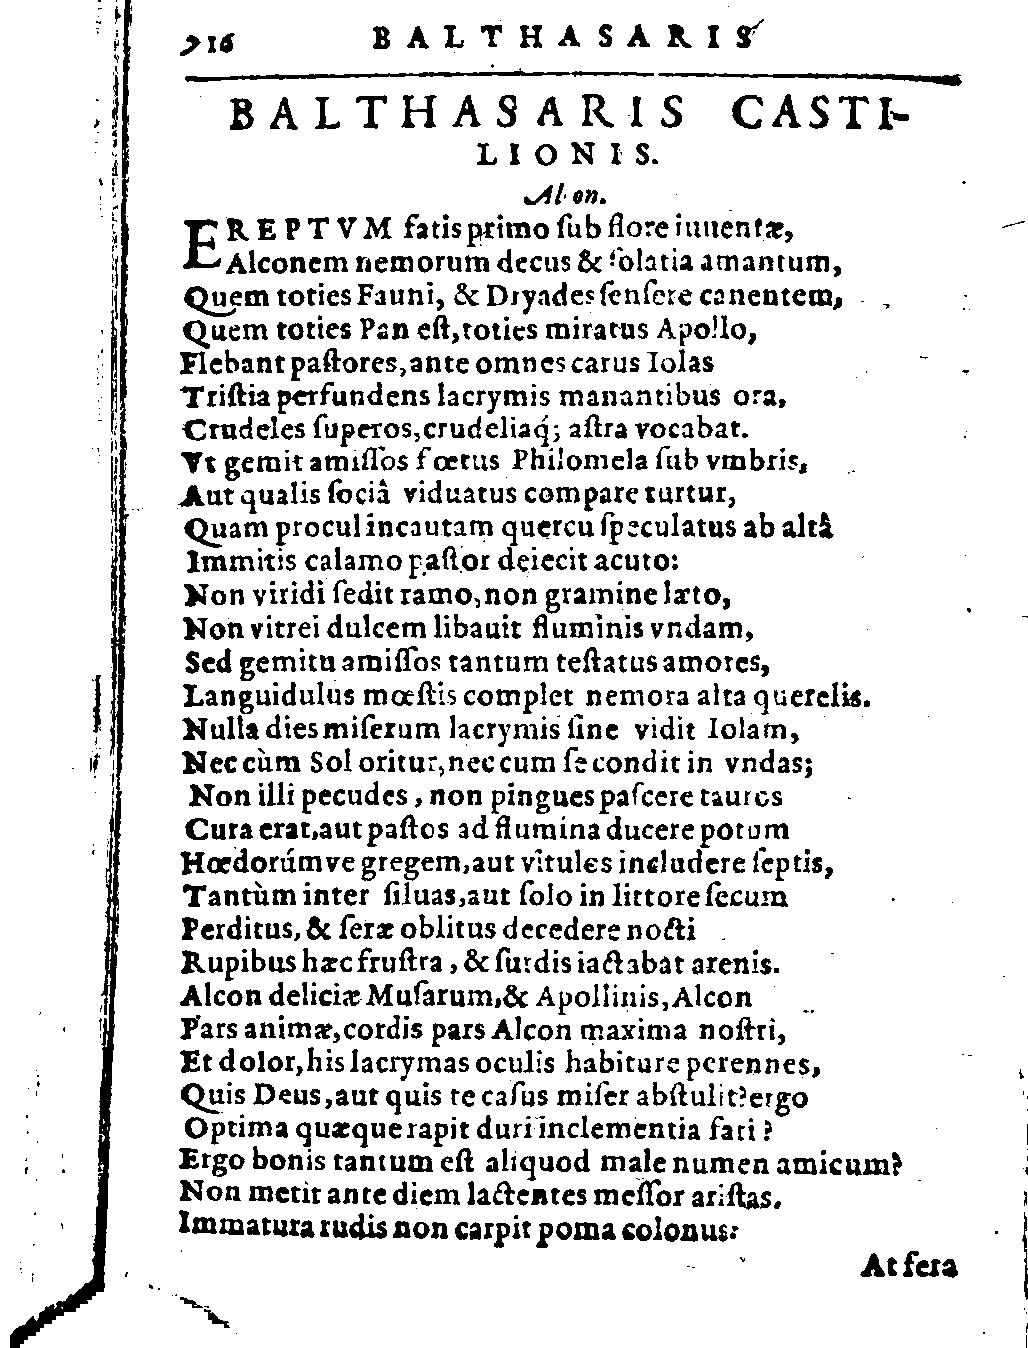 716 BALTHASARIS
BALTHASARIS CASTI-
LIONIS.
Al on.
EREPTVM fatis primo ſub flore iuuentæ,
Alconem nemorum decus & ſolatia amantum,
Quem toties Fauni, & Dryades ſenſere canentem,
Quem toties Pan eſt, toties miratus Apollo,
Flebant paſtores, ante omnes carus Iolas
Triſtia perfundens lacrymis manantibus ora,
Crudeles ſuperos, crudeliaq́; aſtra vocabat.
Vt gemit amiſſos fœtus Philomela ſub vmbris,
Aut qualis ſociâ viduatus compare turtur,
Quam procul incautam quercu ſpeculatus ab altâ
Immitis calamo paſtor deiecit acuto:
Non viridi ſedit ramo, non gramine læto,
Non vitrei dulcem libauit fluminis vndam,
Sed gemitu amiſſos tantum teſtatus amores,
Languidulus mœſtis complet nemora alta querelis.
Nulla dies miſerum lacrymis ſine vidit Iolam,
Nec cùm Sol oritur, nec cum ſe condit in vndas;
Non illi pecudes, non pingues paſcere tauros
Cura erat, aut paſtos ad flumina ducere potum
Hœdorúmve gregem, aut vitulos includere ſeptis,
Tantùm inter ſiluas, aut ſolo in littore ſecum
Perditus, & ſeræ oblitus decedere nocti
Rupibus hæc fruſtra, & ſurdis iactabat arenis.
Alcon deliciæ Muſarum, & Apollinis, Alcon
Pars animæ, cordis pars Alcon maxima noſtri,
Et dolor, his lacrymas oculis habiture perennes,
Quis Deus, aut quis te caſus miſer abſtulit? ergo
Optima quæque rapit duri inclementia fati?
Ergo bonis tantum eſt aliquod male numen amicum?
Non metit ante diem lactentes meſſor ariſtas.
Immatura rudis non carpit poma colonus:
At fera